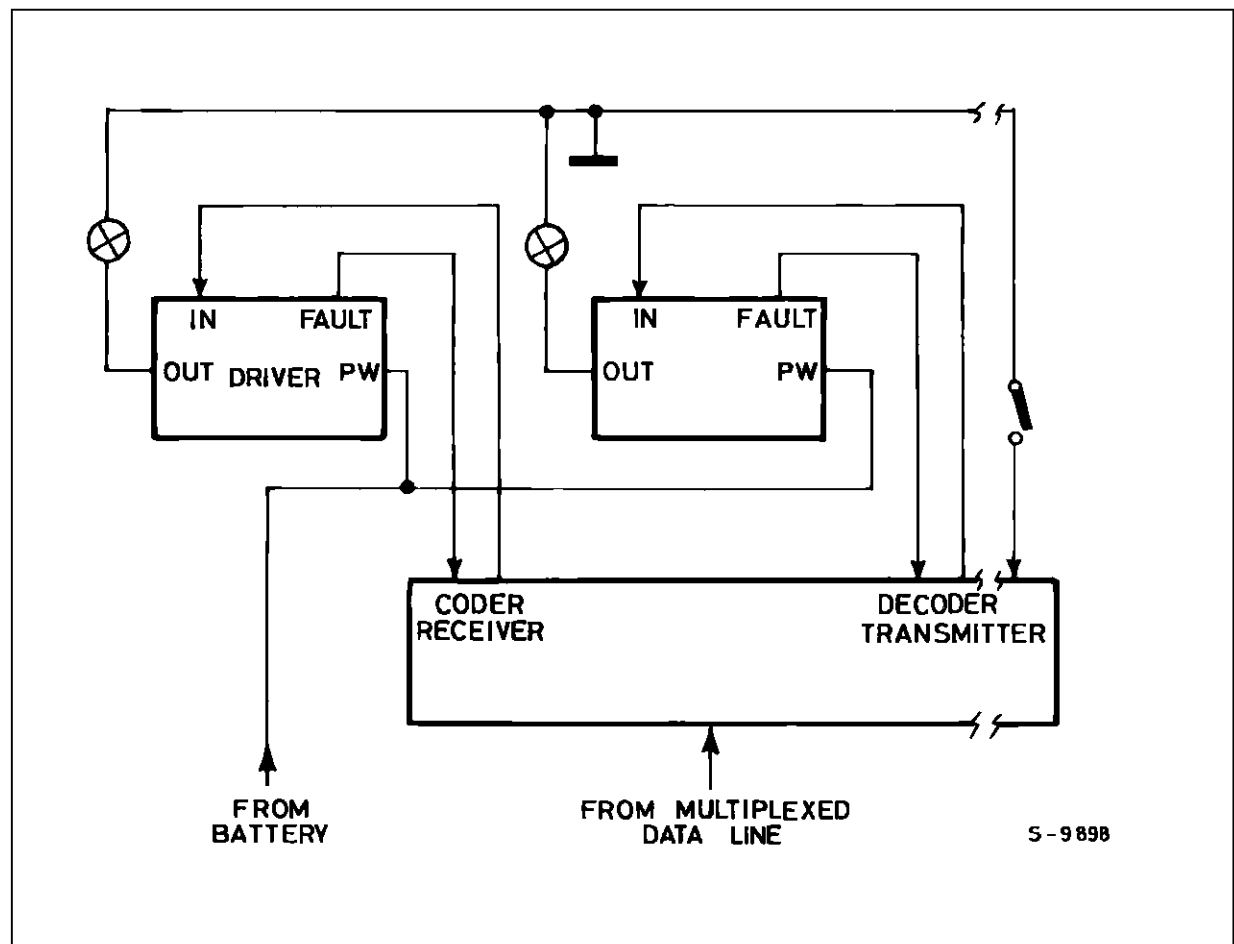 IN FAULT
OUT DRIVER PW
IN FAULT
OUT PW
CODER
RECEIVER
DECODER
TRANSMITTER
FROM
BATTERY
FROM MULTIPLEXED
DATA LINE
S-9898